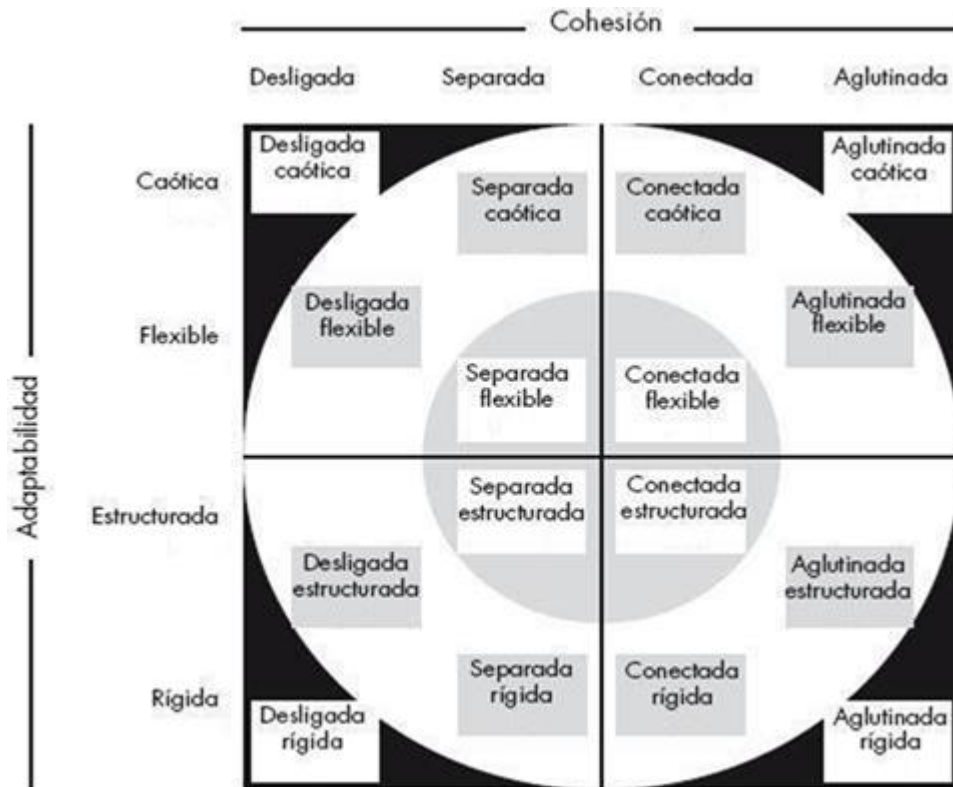 Cohesión
Desligada Separada Conectada Aglutinada
Adaptabilidad
Caótica
Desligada
caótica
Separada
caótica
Conectada
caótica
Aglutinada
caótica
Flexible
Desligada
flexible
Separada
flexible
Conectada
flexible
Aglutinada
flexible
Estructurada
Desligada
estructurada
Separada
estructurada
Conectada
estructurada
Aglutinada
estructurada
Rígida
Desligada
rígida
Separada
rígida
Conectada
rígida
Aglutinada
rígida